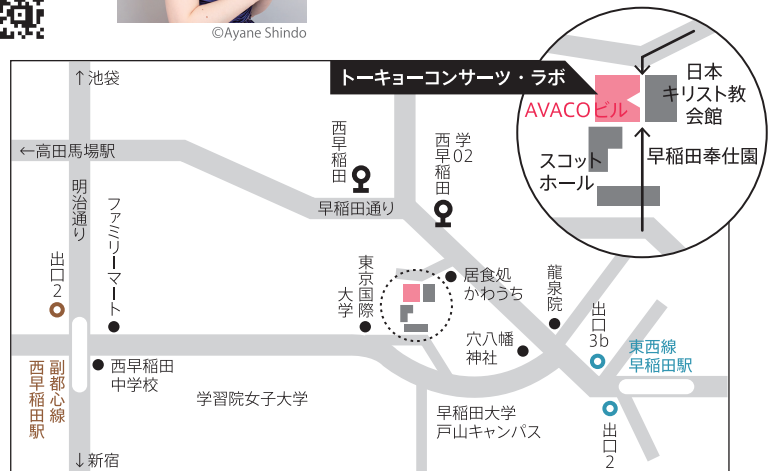 ©Ayane Shindo
トーキョーコンサーツ・ラボ
↑池袋
←高田馬場駅
明治通り
ファミリーマート
出口2
西早稲田
学02
西早稲田
早稲田通り
日本
キリスト教
会館
AVACOビル
スコット
ホール
早稲田奉仕園
東京国際
大学
居食処
かわうち
龍泉院
穴八幡
神社
出口3b
東西線
早稲田駅
出口2
副都心線
西早稲田駅
西早稲田
中学校
学習院女子大学
早稲田大学
戸山キャンパス
↓新宿